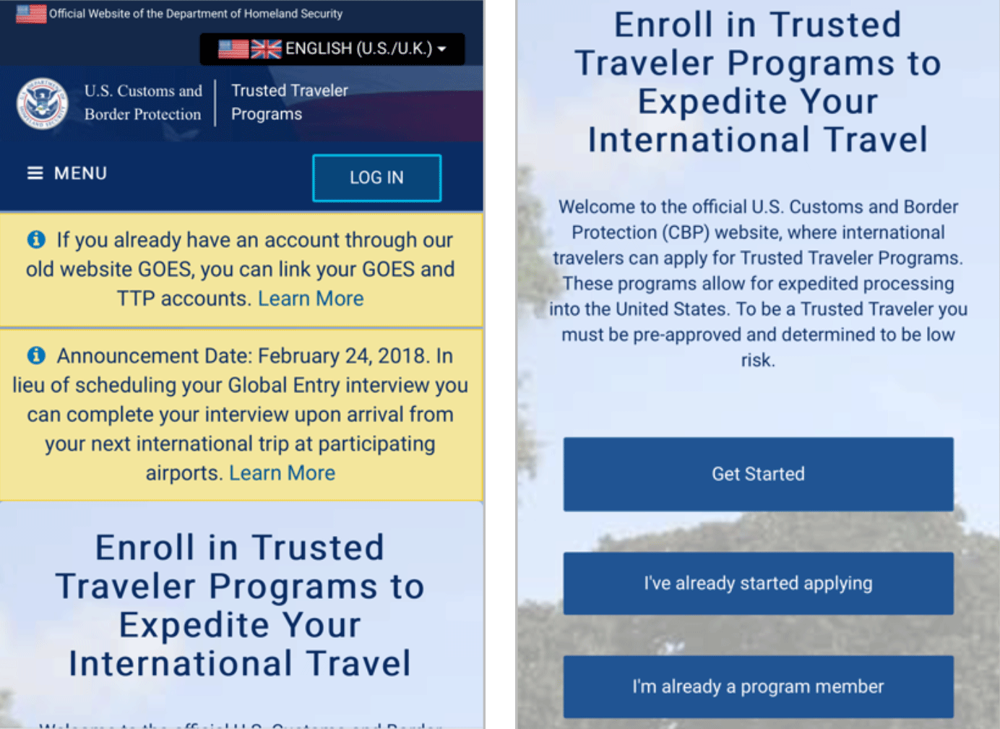 Official Website of the Department of Homeland Security
ENGLISH (U.S./U.K.)
U.S. Customs and
Border Protection
Trusted Traveler
Programs
MENU
LOG IN
If you already have an account through our
old website GOES, you can link your GOES and
TTP accounts. Learn More
Announcement Date: February 24, 2018. In
lieu of scheduling your Global Entry interview you
can complete your interview upon arrival from
your next international trip at participating
airports. Learn More
Enroll in Trusted
Traveler Programs to
Expedite Your
International Travel
Welcome to the official U.S. Customs and Border
Enroll in Trusted
Traveler Programs to
Expedite Your
International Travel
Welcome to the official U.S. Customs and Border
Protection (CBP) website, where international
travelers can apply for Trusted Traveler Programs.
These programs allow for expedited processing
into the United States. To be a Trusted Traveler you
must be pre-approved and determined to be low
risk.
Get Started
I've already started applying
I'm already a program member